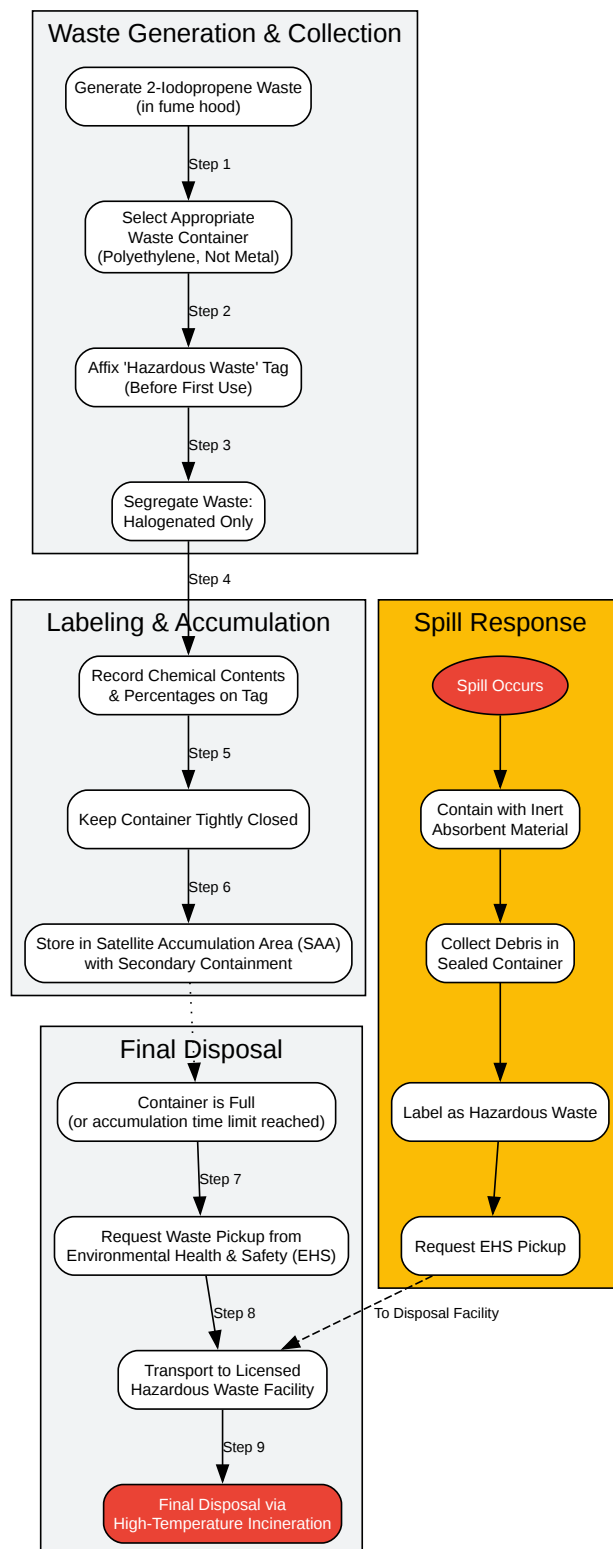 Waste Generation & Collection
Generate 2-Iodopropene Waste
(in fume hood)
Step 1
Select Appropriate
Waste Container
(Polyethylene, Not Metal)
Step 2
Affix 'Hazardous Waste' Tag
(Before First Use)
Step 3
Segregate Waste:
Halogenated Only
Step 4
Labeling & Accumulation
Record Chemical Contents
& Percentages on Tag
Step 5
Keep Container Tightly Closed
Step 6
Store in Satellite Accumulation Area (SAA)
with Secondary Containment
Spill Response
Spill Occurs
Contain with Inert
Absorbent Material
Collect Debris in
Sealed Container
Label as Hazardous Waste
Request EHS Pickup
To Disposal Facility
Final Disposal
Container is Full
(or accumulation time limit reached)
Step 7
Request Waste Pickup from
Environmental Health & Safety (EHS)
Step 8
Transport to Licensed
Hazardous Waste Facility
Step 9
Final Disposal via
High-Temperature Incineration